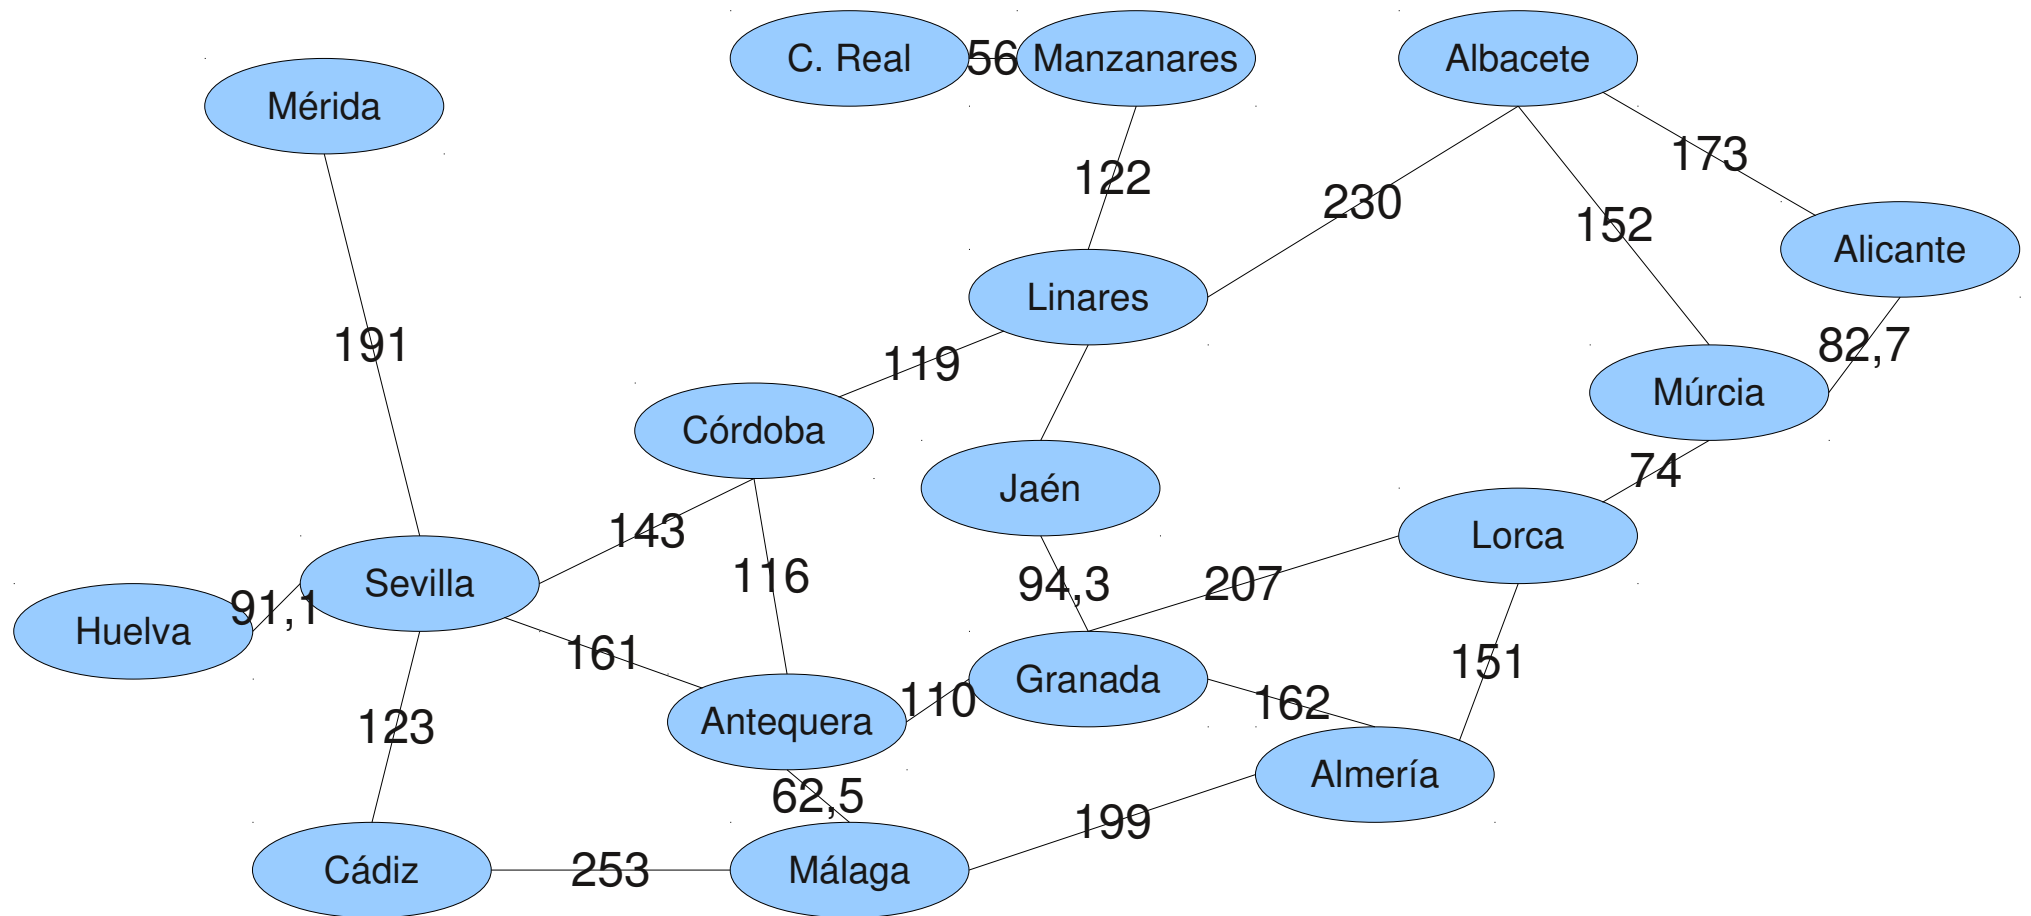 C. Real
56
Manzanares
Albacete
Mérida
173
122
230
152
Alicante
Linares
191
119
82,7
Múrcia
Córdoba
74
Jaén
143
Lorca
116
94,3
207
Sevilla
91,1
Huelva
161
151
Granada
110
162
Antequera
123
Almería
62,5
199
Cádiz
253
Málaga